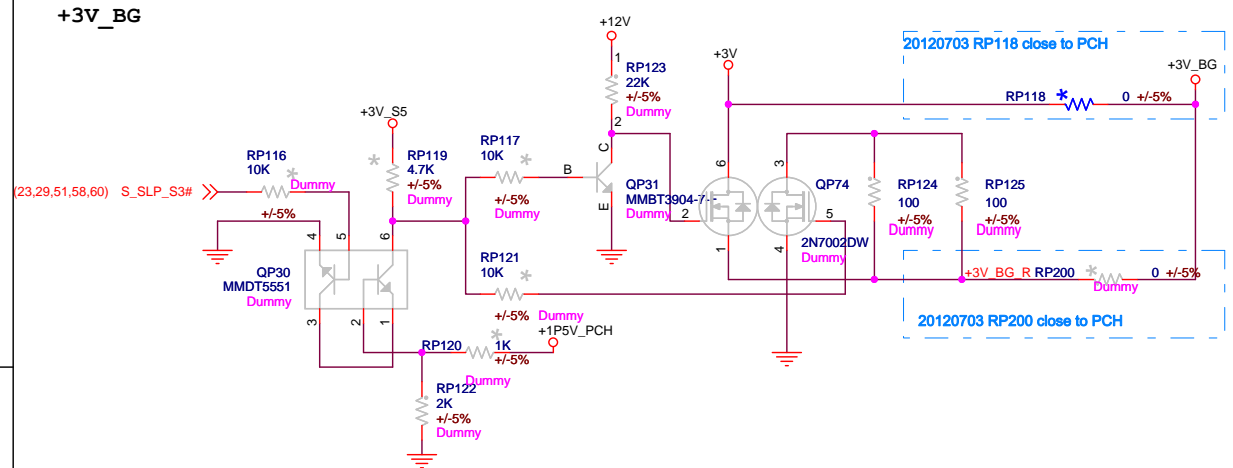 +3V_BG
+12V
1
RP123
22K
+/-5%
Dummy
2
+3V
20120703 RP118 close to PCH
+3V_BG
RP118 * 0 +/-5%
+3V_S5
RP116
10K
*
Dummy
+/-5%
(23,29,51,58,60) S_SLP_S3#
*
RP119
4.7K
+/-5%
Dummy
RP117
10K
*
+/-5%
Dummy
B
C
E
QP31
MMBT3904-7-
Dummy
6
2
1
3
5
4
QP74
2N7002DW
Dummy
RP124
100
+/-5%
Dummy
RP125
100
+/-5%
Dummy
4
5
6
QP30
MMDT5551
Dummy
3
2
1
RP121
10K
*
+/-5%
Dummy
+3V_BG_R RP200 * 0 +/-5%
Dummy
20120703 RP200 close to PCH
+1P5V_PCH
RP120
*
1K
+/-5%
Dummy
RP122
2K
+/-5%
Dummy